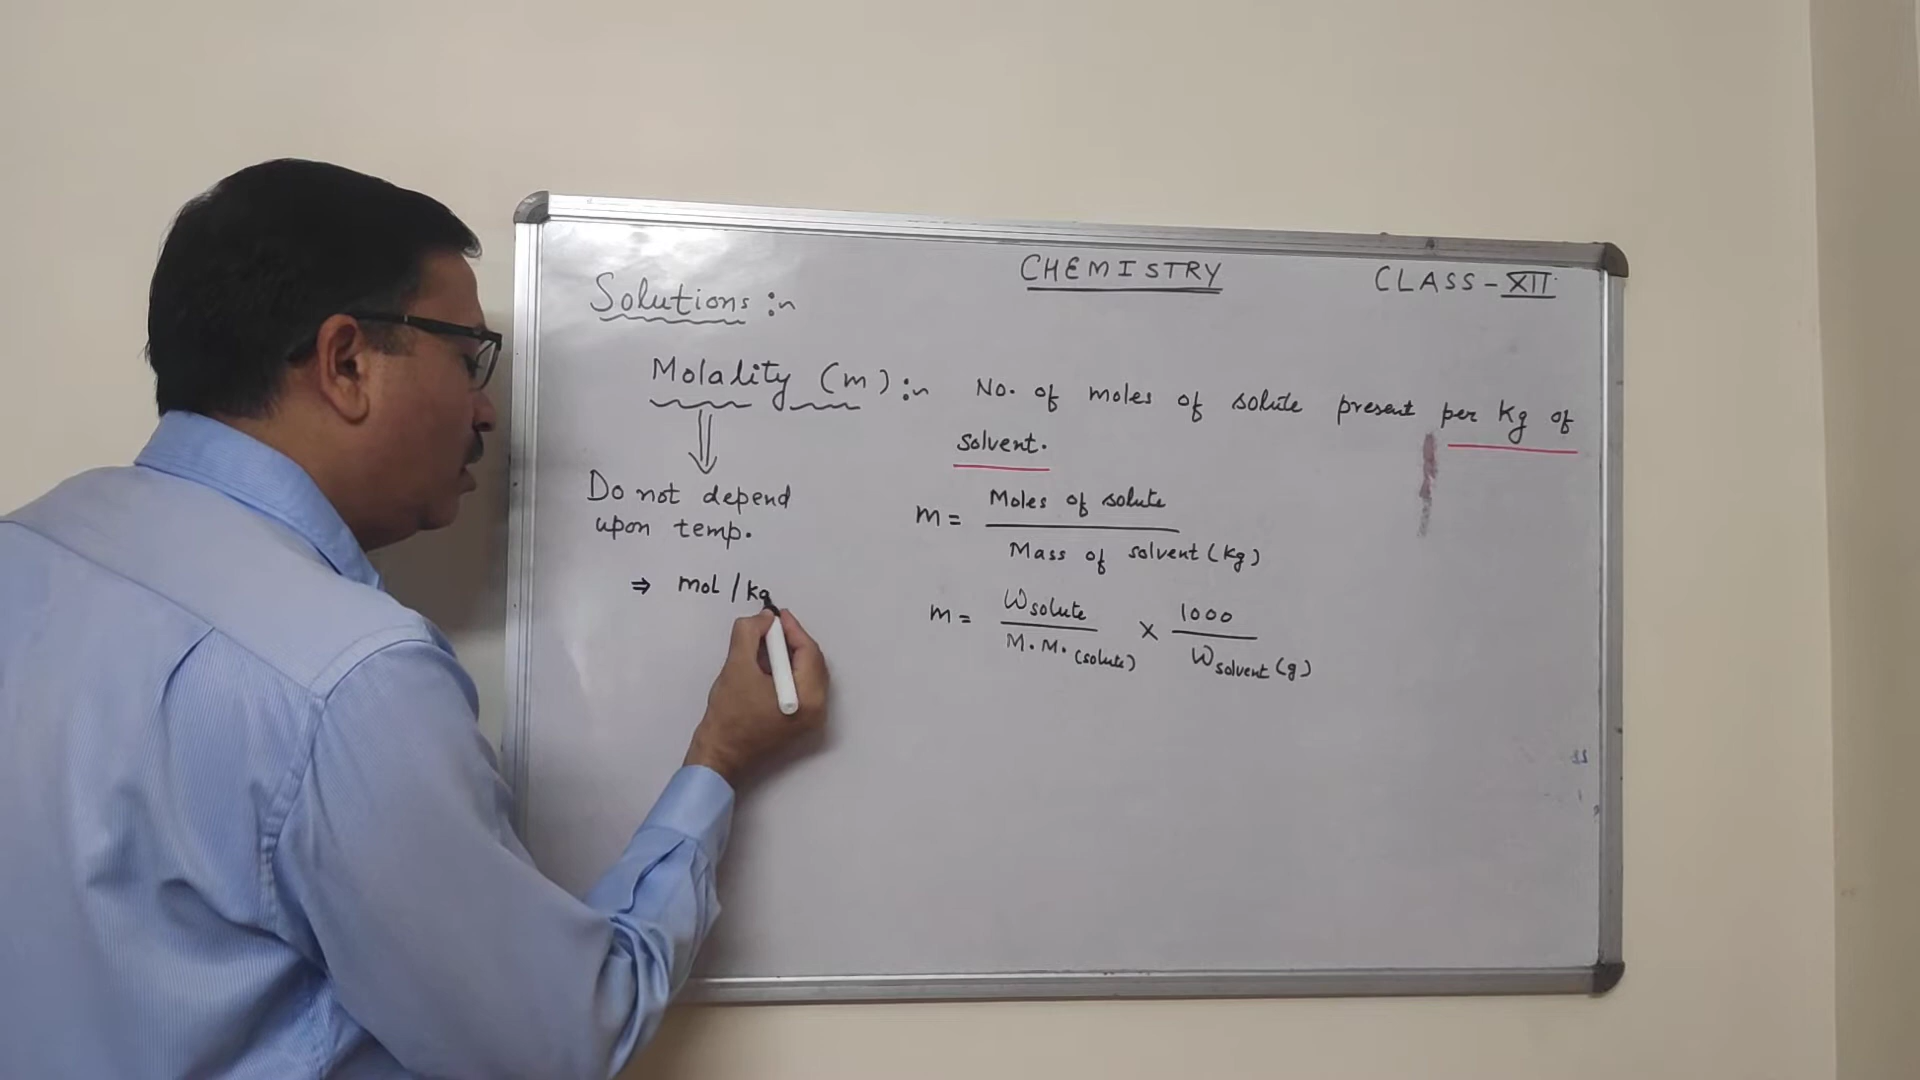 CHEMISTRY
CLASS-XII
Solutions :~
Molality (m) :~ No. of moles of solute present per kg of
solvent.
Do not depend
upon temp.
⇒ mol/kg
m = Moles of solute
Mass of solvent (kg)
m = Wsolute × 1000
M.M.(solute) Wsolvent (g)